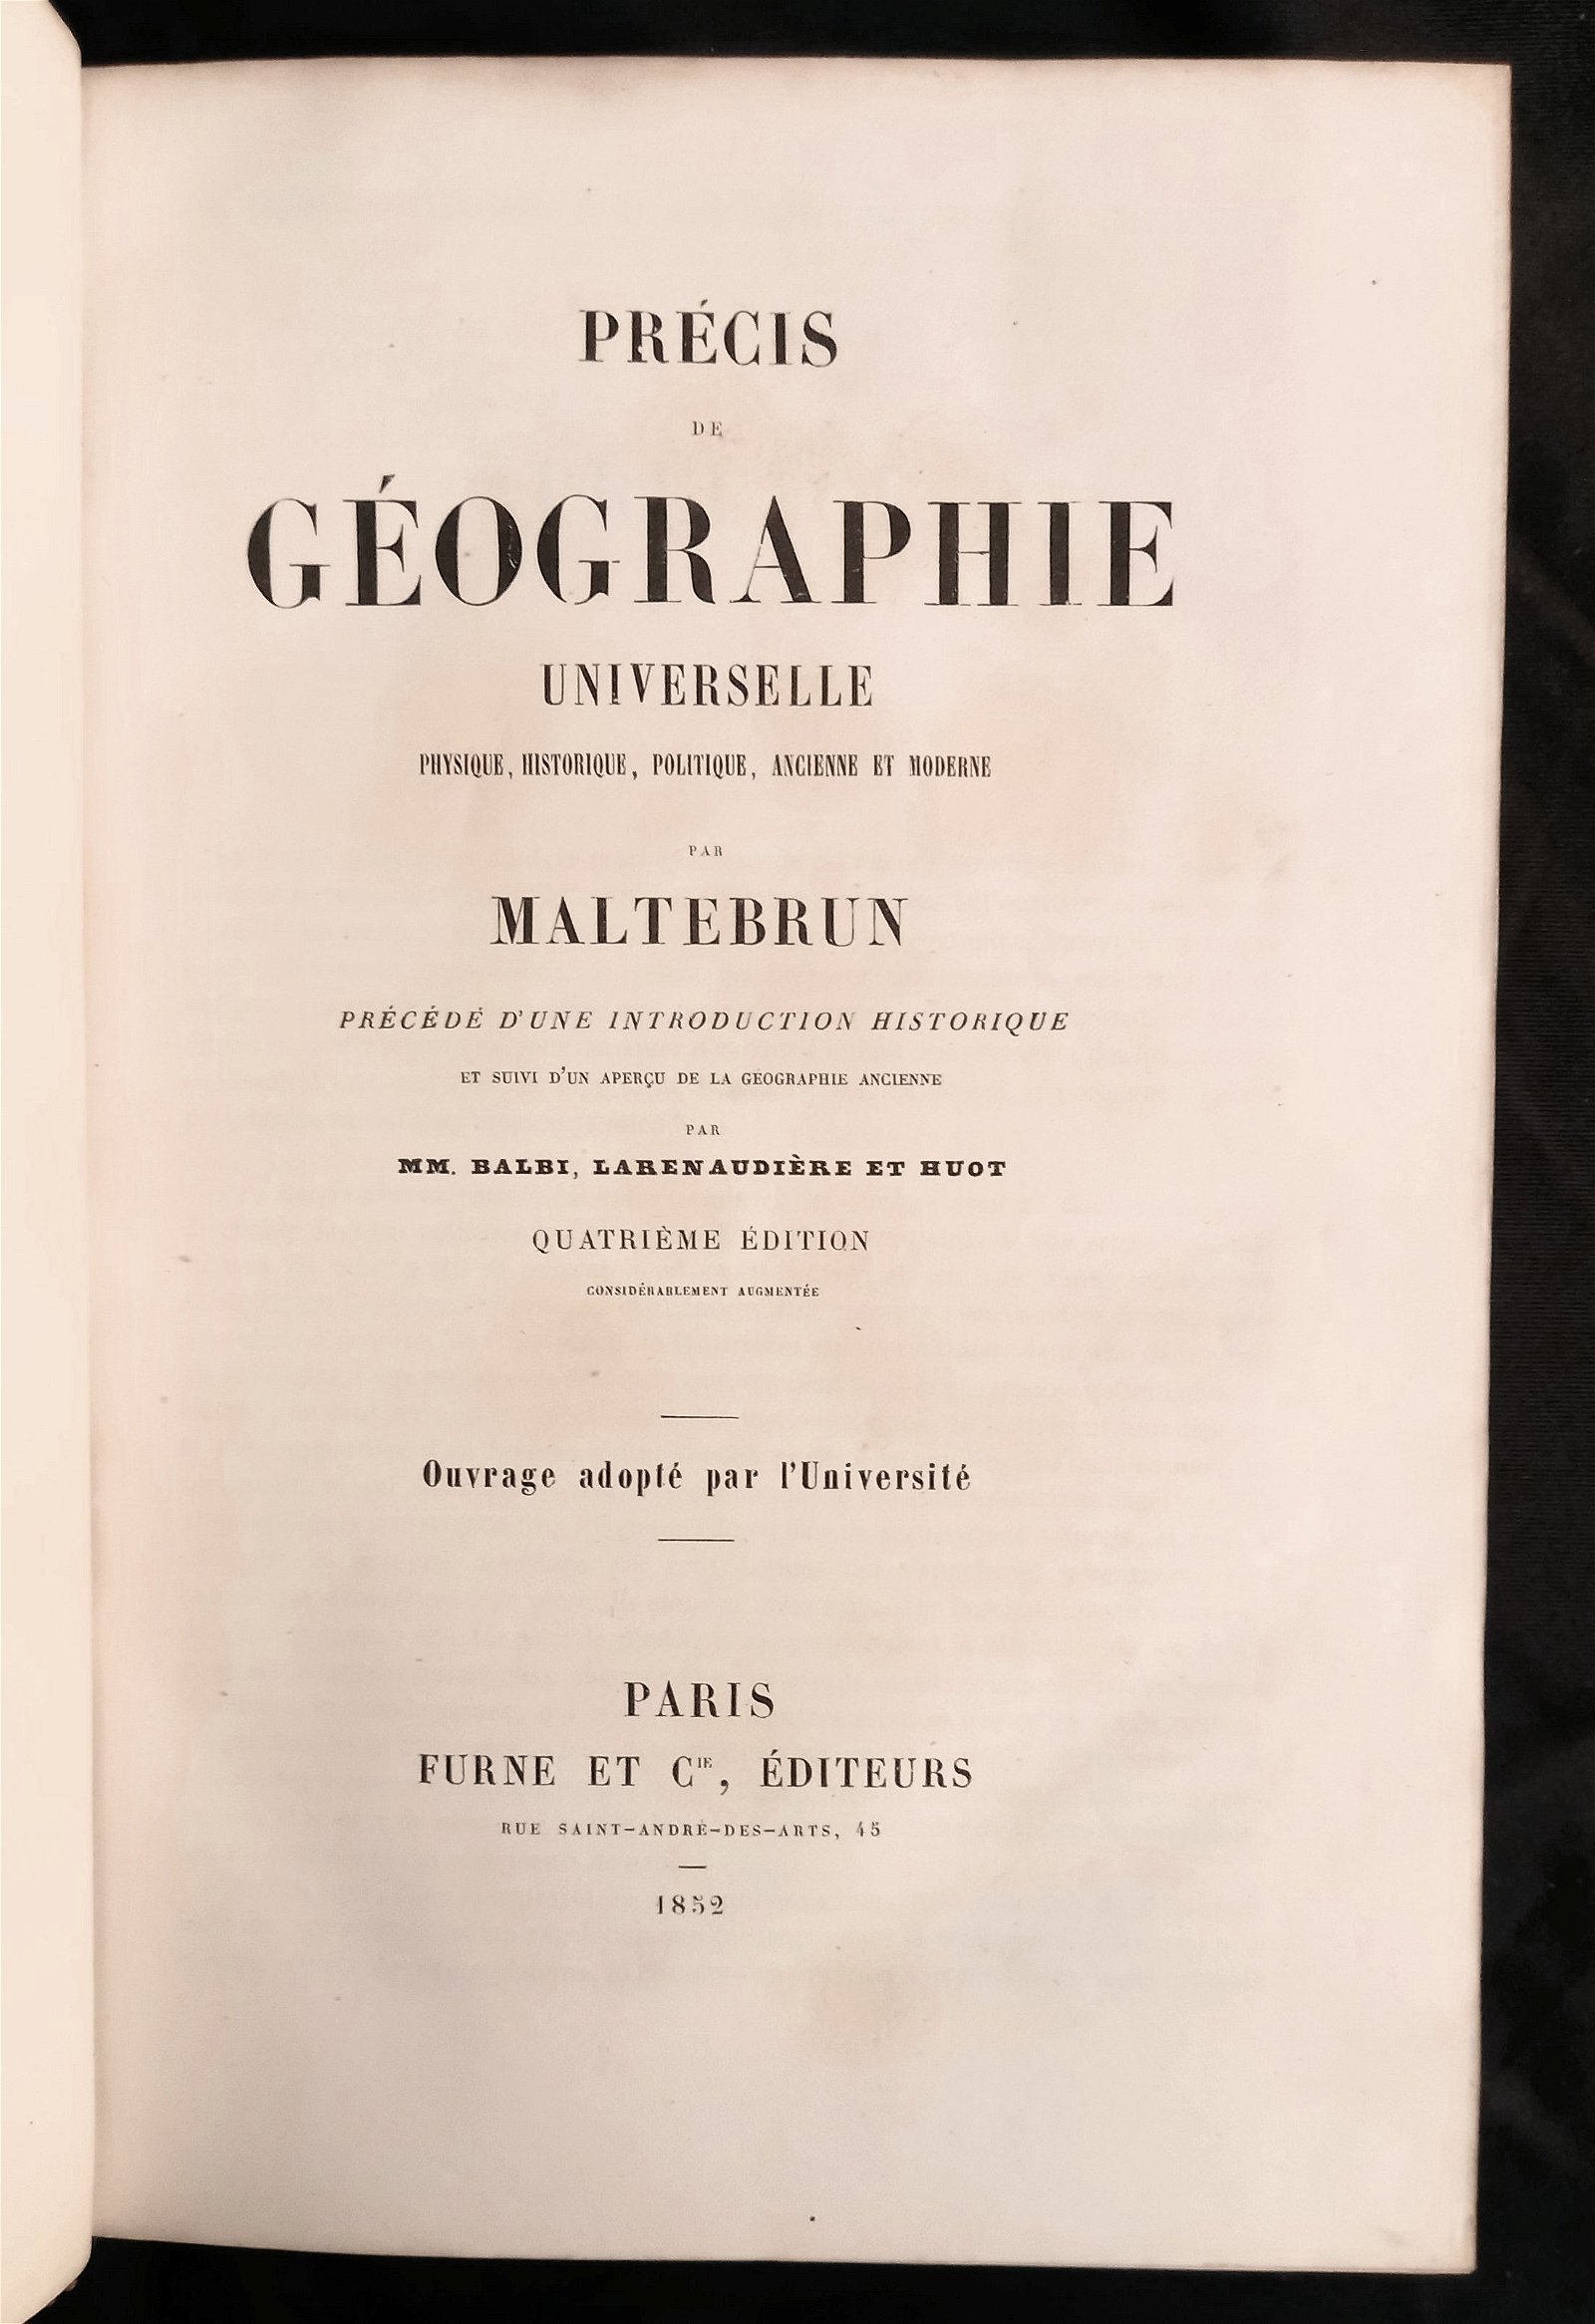 PRÉCIS
DE
GÉOGRAPHIE
UNIVERSELLE
PHYSIQUE, HISTORIQUE, POLITIQUE, ANCIENNE ET MODERNE
PAR
MALTEBRUN
PRÉCÉDÉ D'UNE INTRODUCTION HISTORIQUE
ET SUIVI D'UN APERÇU DE LA GÉOGRAPHIE ANCIENNE
PAR
MM. BALBI, LARENAUDIÈRE ET HUOT
QUATRIÈME ÉDITION
CONSIDÉRABLEMENT AUGMENTÉE
Ouvrage adopté par l'Université
PARIS
FURNE ET CIE, ÉDITEURS
RUE SAINT-ANDRÉ-DES-ARTS, 45
1852